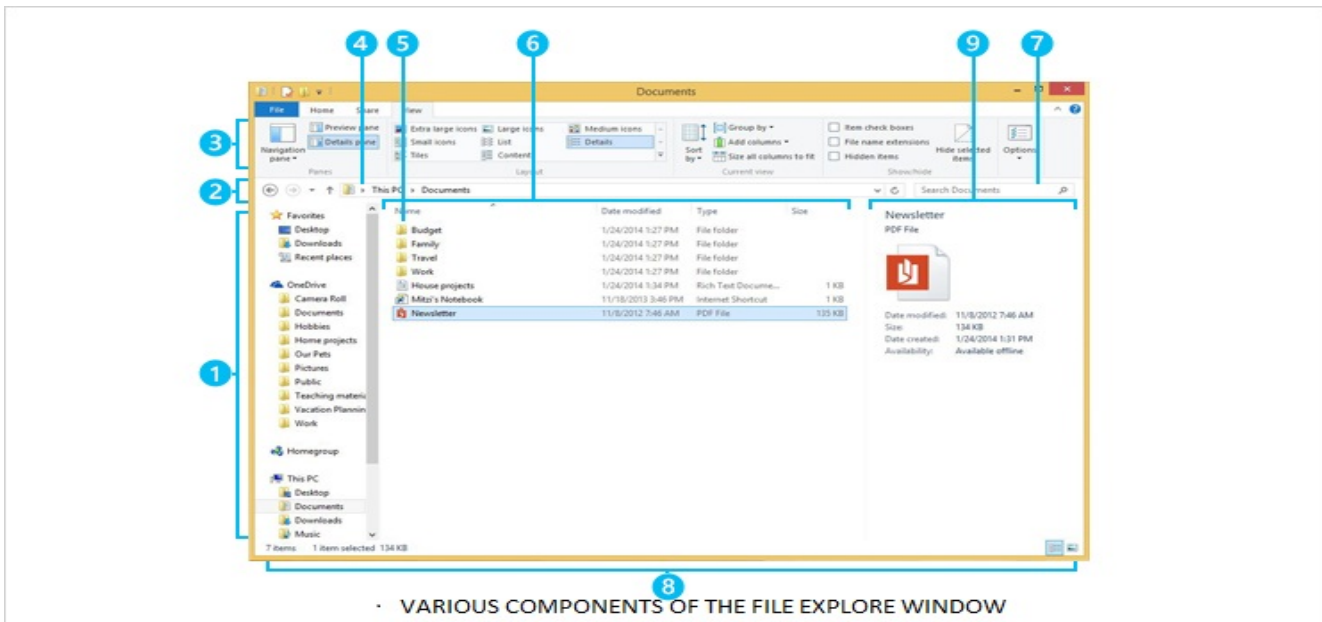 4 5 6 9 7
Documents
File Home Share View
Preview pane Extra large icons Large icons Medium icons Group by Item check boxes
3 Details pane Small icons List Details Add columns File name extensions
Navigation pane Tiles Content Sort by Size all columns to fit Hidden items Hide selected items Options
Panes Layout Current view Show/hide
2 This PC Documents Search Documents
Name Date modified Type Size
Favorites
Desktop
Downloads
Recent places
OneDrive
Camera Roll
Documents
Hobbies
Home projects
Our Pets
Pictures
1 Public
Teaching materia
Vacation Plannin
Work
Homegroup
This PC
Desktop
Documents
Downloads
Music
Budget 1/24/2014 1:27 PM File folder
Family 1/24/2014 1:27 PM File folder
Travel 1/24/2014 1:27 PM File folder
Work 1/24/2014 1:27 PM File folder
House projects 1/24/2014 1:34 PM Rich Text Docume... 1 KB
Mitzi's Notebook 11/18/2013 3:46 PM Internet Shortcut 1 KB
Newsletter 11/8/2012 7:46 AM PDF File 135 KB
Newsletter
PDF File
Date modified: 11/8/2012 7:46 AM
Size: 134 KB
Date created: 1/24/2014 1:31 PM
Availability: Available offline
7 items 1 item selected 134 KB
8
· VARIOUS COMPONENTS OF THE FILE EXPLORE WINDOW